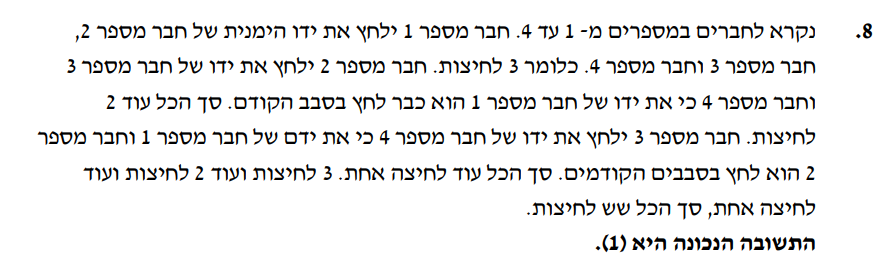 8. נקרא לחברים במספרים מ- 1 עד 4. חבר מספר 1 ילחץ את ידו הימנית של חבר מספר 2,
חבר מספר 3 וחבר מספר 4. כלומר 3 לחיצות. חבר מספר 2 ילחץ את ידו של חבר מספר 3
וחבר מספר 4 כי את ידו של חבר מספר 1 הוא כבר לחץ בסבב הקודם. סך הכל עוד 2
לחיצות. חבר מספר 3 ילחץ את ידו של חבר מספר 4 כי את ידם של חבר מספר 1 וחבר מספר
2 הוא לחץ בסבבים הקודמים. סך הכל עוד לחיצה אחת. 3 לחיצות ועוד 2 לחיצות ועוד
לחיצה אחת, סך הכל שש לחיצות.
התשובה הנכונה היא (1).